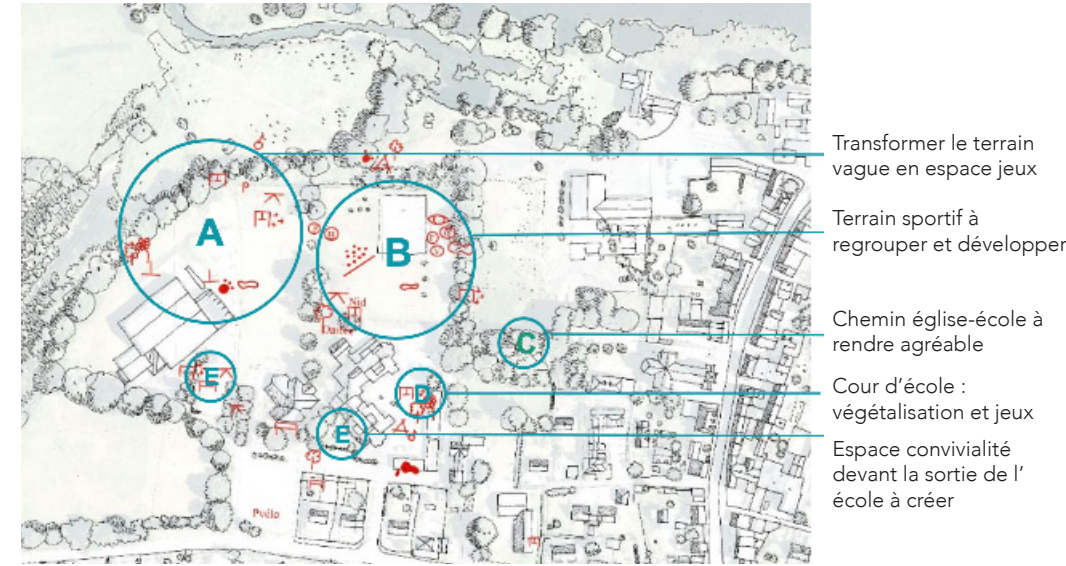 Transformer le terrain
vague en espace jeux
A
P
B
Terrain sportif à
regrouper et développer
Nid
C
Chemin église-école à
rendre agréable
E
D
Cour d'école :
végétalisation et jeux
E
Espace convivialité
devant la sortie de l'
école à créer
Pvélo